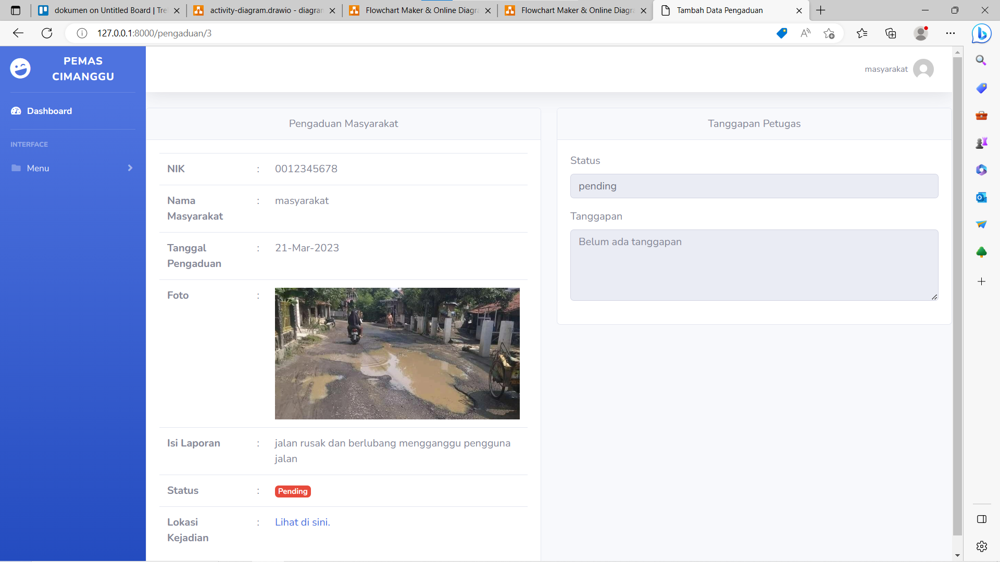 dokumen on Untitled Board | Tre
activity-diagram.drawio - diagran
Flowchart Maker & Online Diagra
Flowchart Maker & Online Diagra
Tambah Data Pengaduan
127.0.0.1:8000/pengaduan/3
PEMAS
CIMANGGU
masyarakat
Dashboard
INTERFACE
Menu
Pengaduan Masyarakat
NIK : 0012345678
Nama : masyarakat
Masyarakat
Tanggal : 21-Mar-2023
Pengaduan
Foto :
Isi Laporan : jalan rusak dan berlubang mengganggu pengguna
jalan
Status : Pending
Lokasi : Lihat di sini.
Kejadian
Tanggapan Petugas
Status
pending
Tanggapan
Belum ada tanggapan